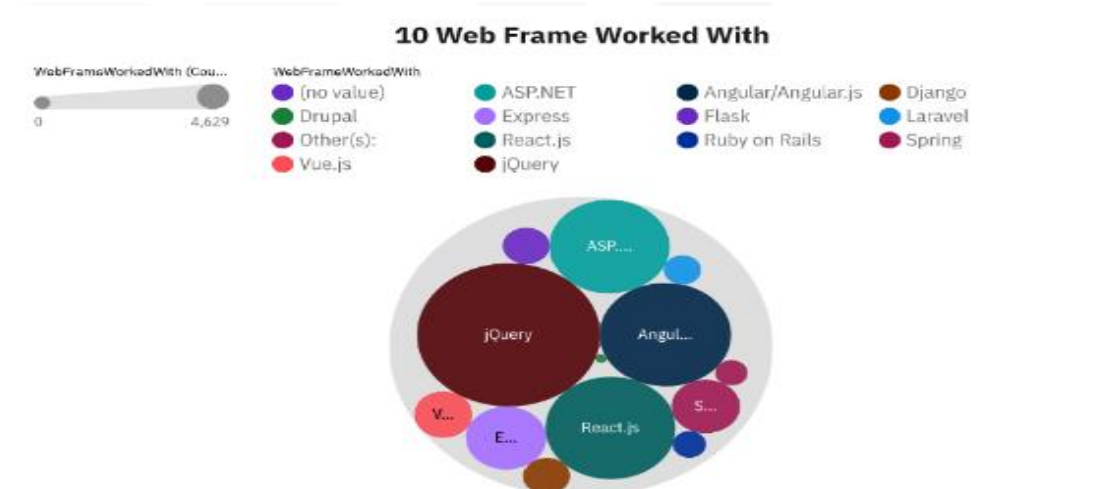 10 Web Frame Worked With
WebFrameWorkedWith (Cou...
0
4,629
WebFrameWorkedWith
(no value)
ASP.NET
Angular/Angular.js
Django
Drupal
Express
Flask
Laravel
Other(s):
React.js
Ruby on Rails
Spring
Vue.js
jQuery
ASP....
jQuery
Angul...
S...
V...
E...
React.js